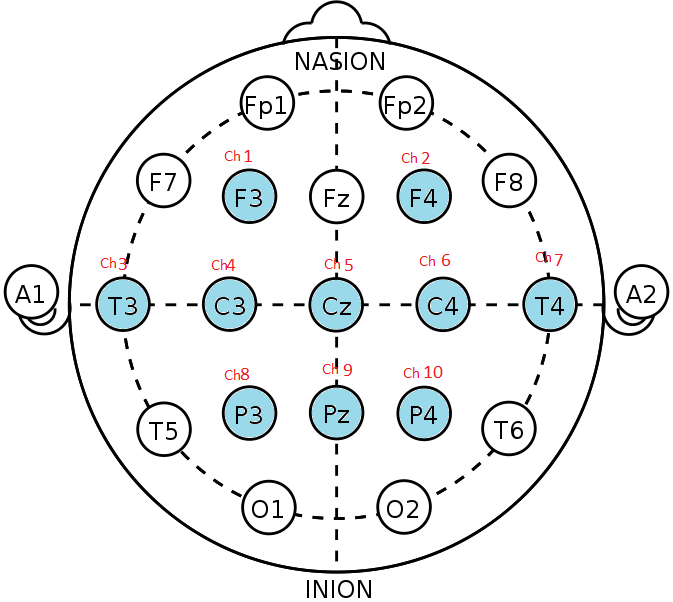 NASION
Fp1 Fp2
Ch 1 Ch 2
F7 F3 Fz F4 F8
Ch3 Ch4 Ch 5 Ch 6 Ch 7
A1 T3 C3 Cz C4 T4 A2
Ch8 Ch 9 Ch 10
T5 P3 Pz P4 T6
O1 O2
INION